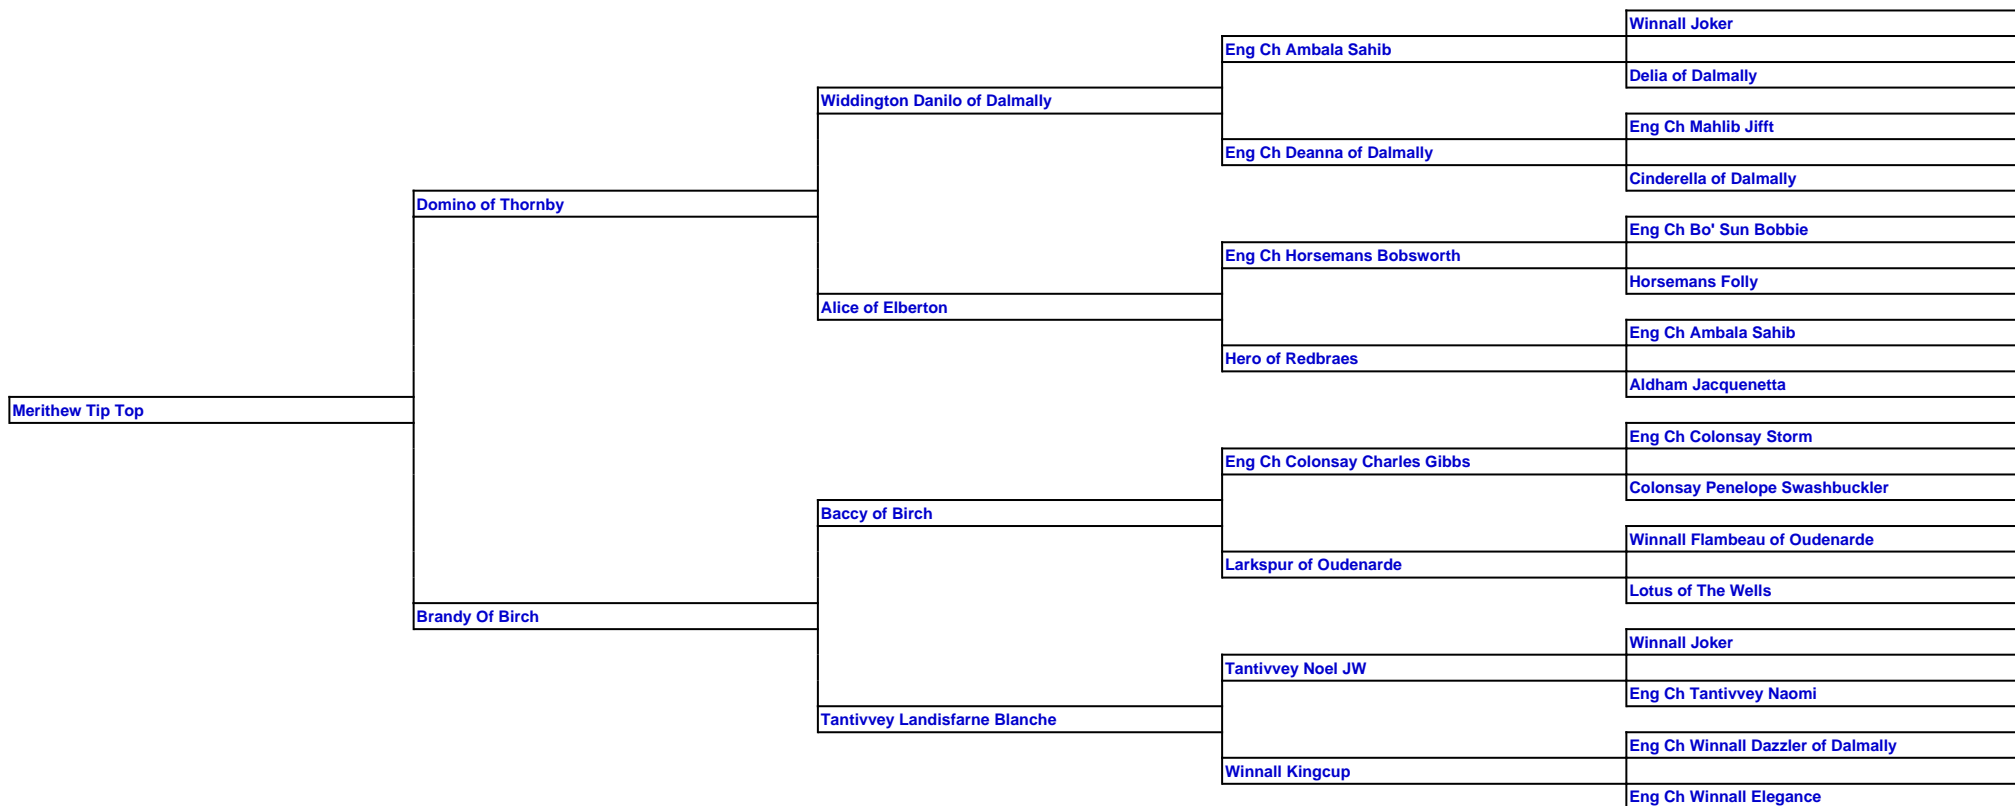 Winnall Joker
Eng Ch Ambala Sahib
Delia of Dalmally
Widdington Danilo of Dalmally
Eng Ch Mahlib Jifft
Eng Ch Deanna of Dalmally
Cinderella of Dalmally
Domino of Thornby
Eng Ch Bo' Sun Bobbie
Eng Ch Horsemans Bobsworth
Horsemans Folly
Alice of Elberton
Eng Ch Ambala Sahib
Hero of Redbraes
Aldham Jacquenetta
Merithew Tip Top
Eng Ch Colonsay Storm
Eng Ch Colonsay Charles Gibbs
Colonsay Penelope Swashbuckler
Baccy of Birch
Winnall Flambeau of Oudenarde
Larkspur of Oudenarde
Lotus of The Wells
Brandy Of Birch
Winnall Joker
Tantivvey Noel JW
Eng Ch Tantivvey Naomi
Tantivvey Landisfarne Blanche
Eng Ch Winnall Dazzler of Dalmally
Winnall Kingcup
Eng Ch Winnall Elegance